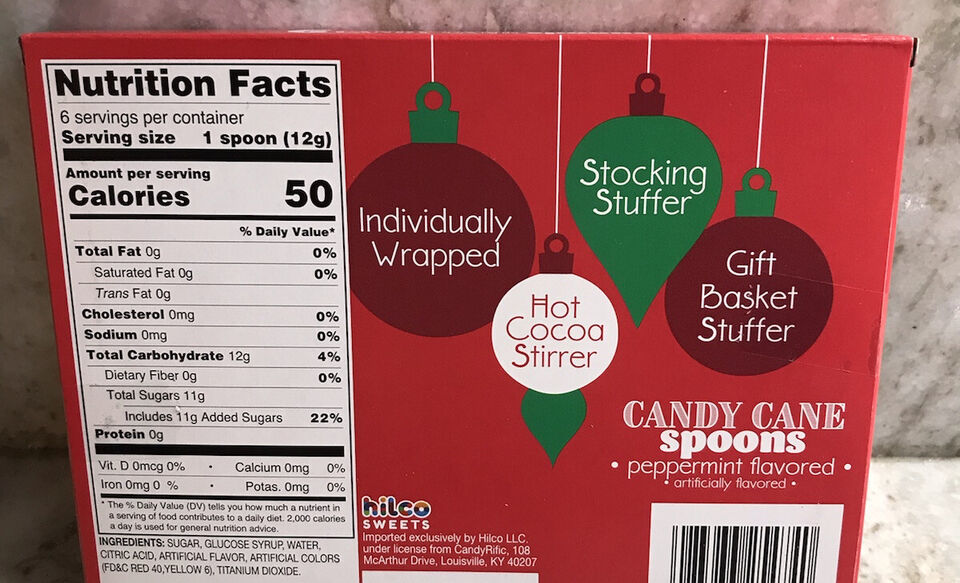 Nutrition Facts
6 servings per container
Serving size 1 spoon (12g)
Amount per serving
Calories 50
% Daily Value*
Total Fat 0g 0%
Saturated Fat 0g 0%
Trans Fat 0g
Cholesterol 0mg 0%
Sodium 0mg 0%
Total Carbohydrate 12g 4%
Dietary Fiber 0g 0%
Total Sugars 11g
Includes 11g Added Sugars 22%
Protein 0g
Vit. D 0mcg 0% • Calcium 0mg 0%
Iron 0mg 0 % • Potas. 0mg 0%
* The % Daily Value (DV) tells you how much a nutrient in
a serving of food contributes to a daily diet. 2,000 calories
a day is used for general nutrition advice.
INGREDIENTS: SUGAR, GLUCOSE SYRUP, WATER,
CITRIC ACID, ARTIFICIAL FLAVOR, ARTIFICIAL COLORS
(FD&C RED 40,YELLOW 6), TITANIUM DIOXIDE.
Individually
Wrapped
Hot
Cocoa
Stirrer
Stocking
Stuffer
Gift
Basket
Stuffer
CANDY CANE
spoons
• peppermint flavored •
• artificially flavored •
hilco
SWEETS
Imported exclusively by Hilco LLC.
under license from CandyRific, 108
McArthur Drive, Louisville, KY 40207